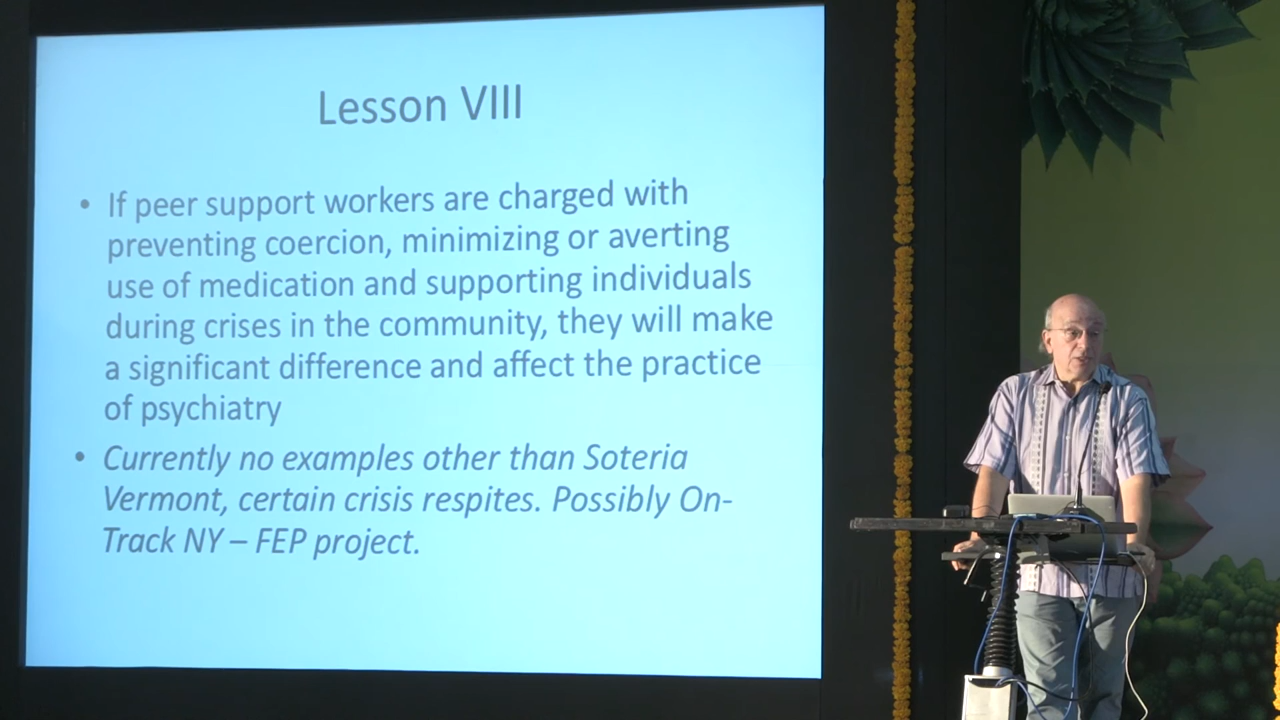 Lesson VIII
• If peer support workers are charged with
preventing coercion, minimizing or averting
use of medication and supporting individuals
during crises in the community, they will make
a significant difference and affect the practice
of psychiatry
• Currently no examples other than Soteria
Vermont, certain crisis respites. Possibly On-
Track NY – FEP project.